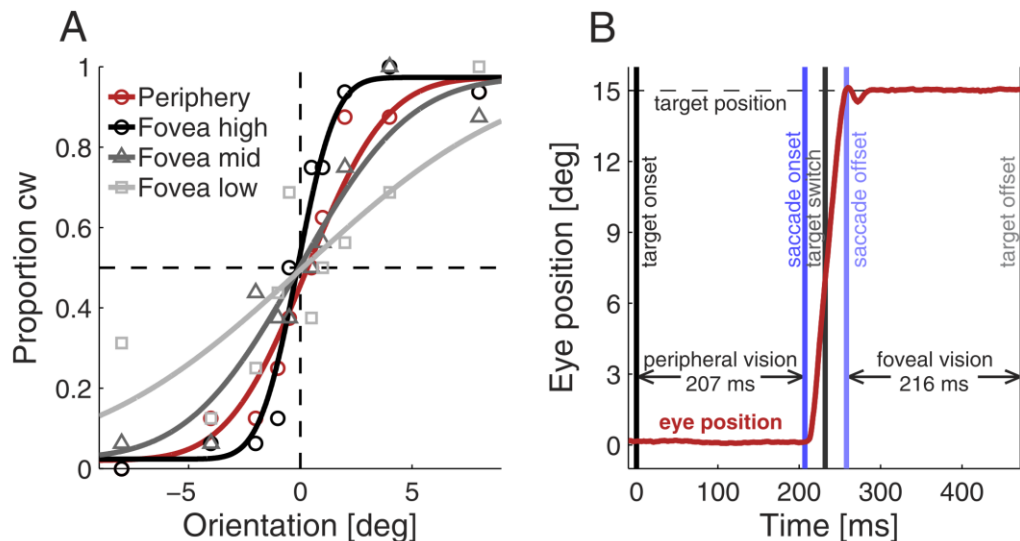 A
1
0.8
0.6
0.4
0.2
0
Proportion cw
Periphery
Fovea high
Fovea mid
Fovea low
−5
0
5
Orientation [deg]
B
15
12
9
6
3
0
Eye position [deg]
target position
target onset
saccade onset
target switch
saccade offset
target offset
peripheral vision
207 ms
foveal vision
216 ms
eye position
0
100
200
300
400
Time [ms]